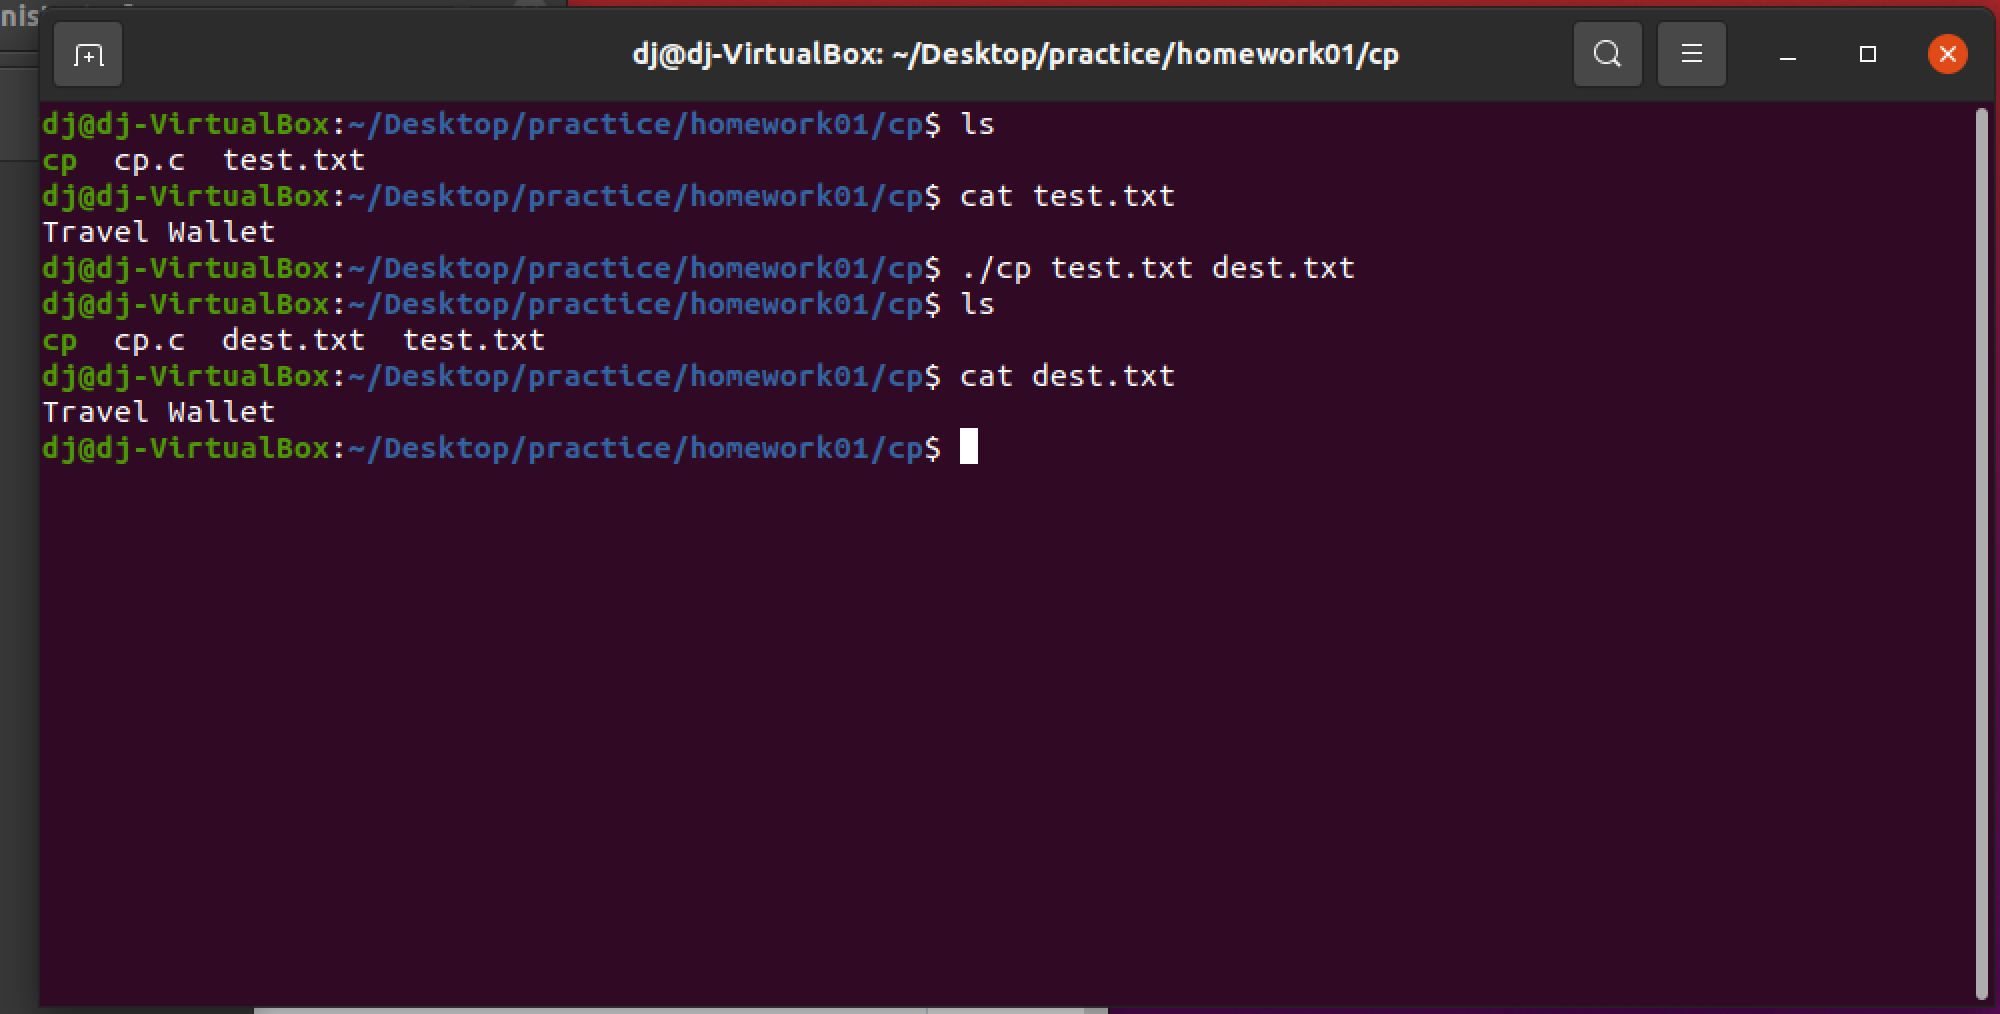 dj@dj-VirtualBox: ~/Desktop/practice/homework01/cp
dj@dj-VirtualBox:~/Desktop/practice/homework01/cp$ ls
cp  cp.c  test.txt
dj@dj-VirtualBox:~/Desktop/practice/homework01/cp$ cat test.txt
Travel Wallet
dj@dj-VirtualBox:~/Desktop/practice/homework01/cp$ ./cp test.txt dest.txt
dj@dj-VirtualBox:~/Desktop/practice/homework01/cp$ ls
cp  cp.c  dest.txt  test.txt
dj@dj-VirtualBox:~/Desktop/practice/homework01/cp$ cat dest.txt
Travel Wallet
dj@dj-VirtualBox:~/Desktop/practice/homework01/cp$